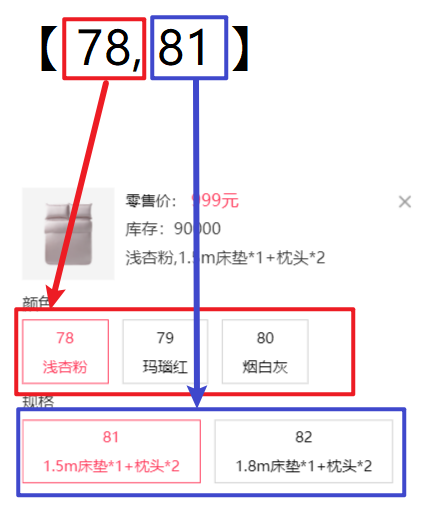 【78,81】
零售价： 999元
库存：90000
浅杏粉,1.5m床垫*1+枕头*2
颜色
78 79 80
浅杏粉 玛瑙红 烟白灰
规格
81 82
1.5m床垫*1+枕头*2 1.8m床垫*1+枕头*2